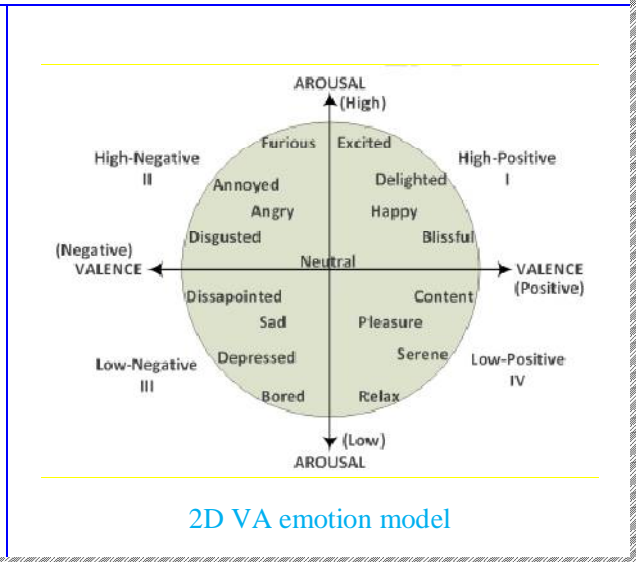 AROUSAL
(High)
Furious Excited
High-Negative
II
High-Positive
I
Annoyed Delighted
Angry Happy
Disgusted Blissful
(Negative)
VALENCE
Neutral
VALENCE
(Positive)
Dissapointed Content
Sad Pleasure
Depressed Serene
Low-Negative
III
Low-Positive
IV
Bored Relax
(Low)
AROUSAL
2D VA emotion model